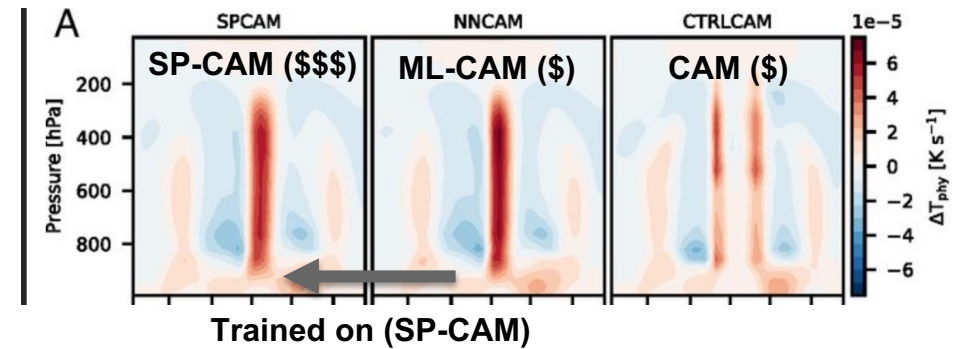 A
SPCAM NNCAM CTRLCAM 1e−5
SP-CAM ($$$) ML-CAM ($) CAM ($)
Pressure [hPa]
200
400
600
800
6
4
2
0
−2
−4
−6
ΔTphy [K s−1]
Trained on (SP-CAM)